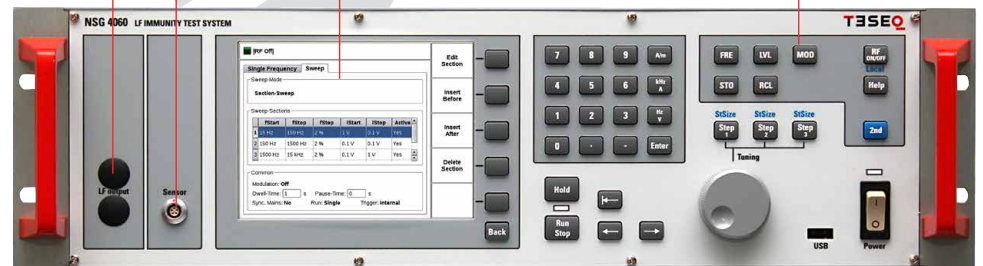 NSG 4060 LF IMMUNITY TEST SYSTEM
TESEQ
LF output
Sensor
[RF Off]
Single Frequency Sweep
Sweep Mode
Section-Sweep
Sweep-Sections
fStart fStop fStep lStart lStop Active
1 15 Hz 150 Hz 2 % 1 V 0.1 V Yes
2 150 Hz 1500 Hz 2 % 0.1 V 0.1 V Yes
3 1500 Hz 15 kHz 2 % 0.1 V 1 V Yes
Common
Modulation: Off
Dwell-Time: 1 s Pause-Time: 0 s
Sync. Mains: No Run: Single Trigger: Internal
Edit Section
Insert Before
Insert After
Delete Section
Back
7 8 9 A/m
4 5 6 kHz A
1 2 3 Hz V
0 . - Enter
Hold
Run Stop
FRE LVL MOD RF ON/OFF
Local
STO RCL Help
StSize StSize StSize
Step 1 Step 2 Step 3 2nd
Tuning
USB
Power